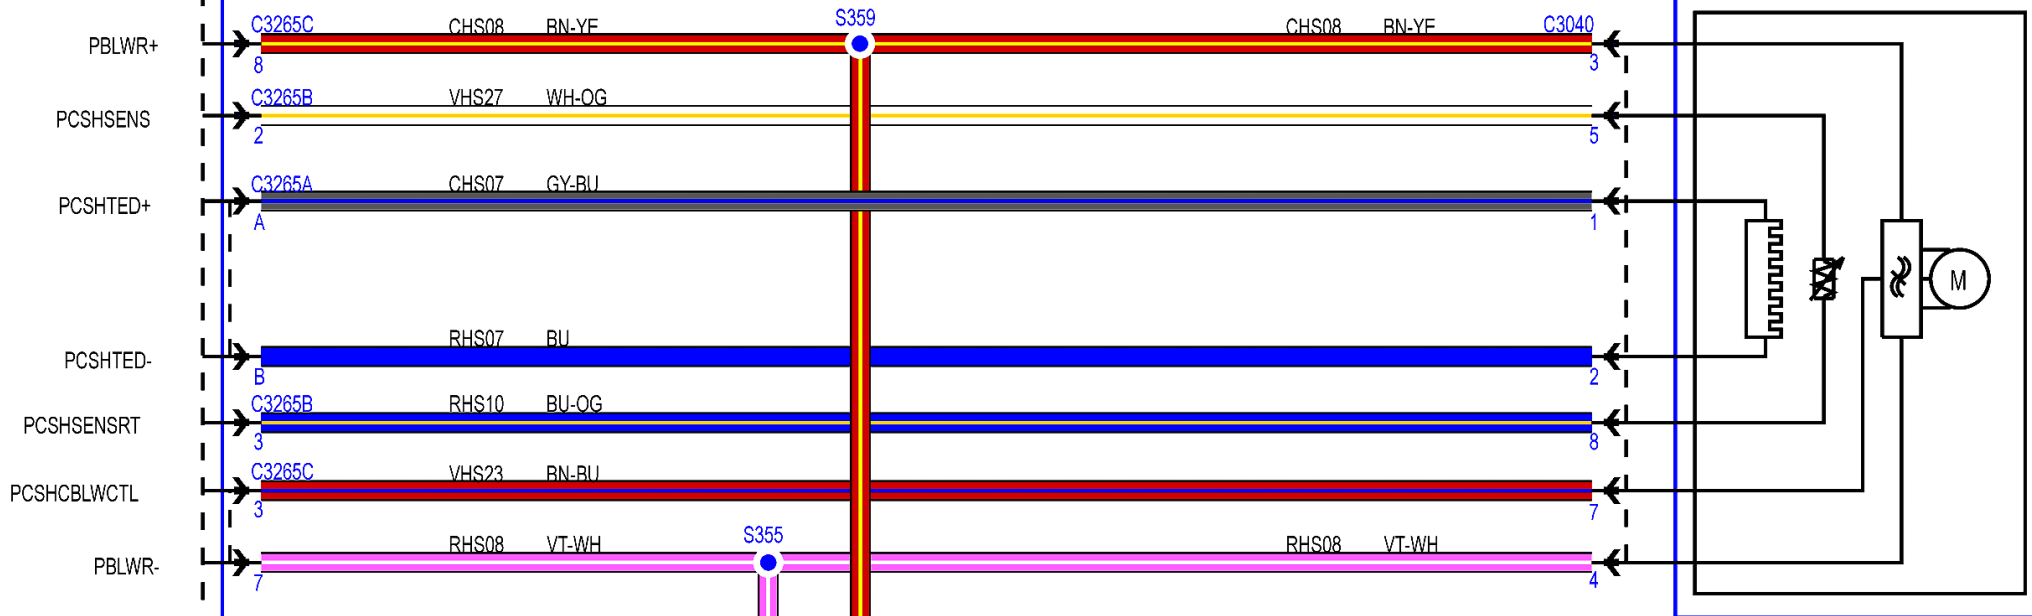 S359
C3265C CHS08 BN-YE CHS08 BN-YE C3040
PBLWR+
8 3
C3265B VHS27 WH-OG
PCSHSENS
2 5
C3265A CHS07 GY-BU
PCSHTED+
A 1
M
RHS07 BU
PCSHTED-
B 2
C3265B RHS10 BU-OG
PCSHSENSRT
3 8
C3265C VHS23 BN-BU
PCSHCBLWCTL
3 7
S355
RHS08 VT-WH RHS08 VT-WH
PBLWR-
7 4